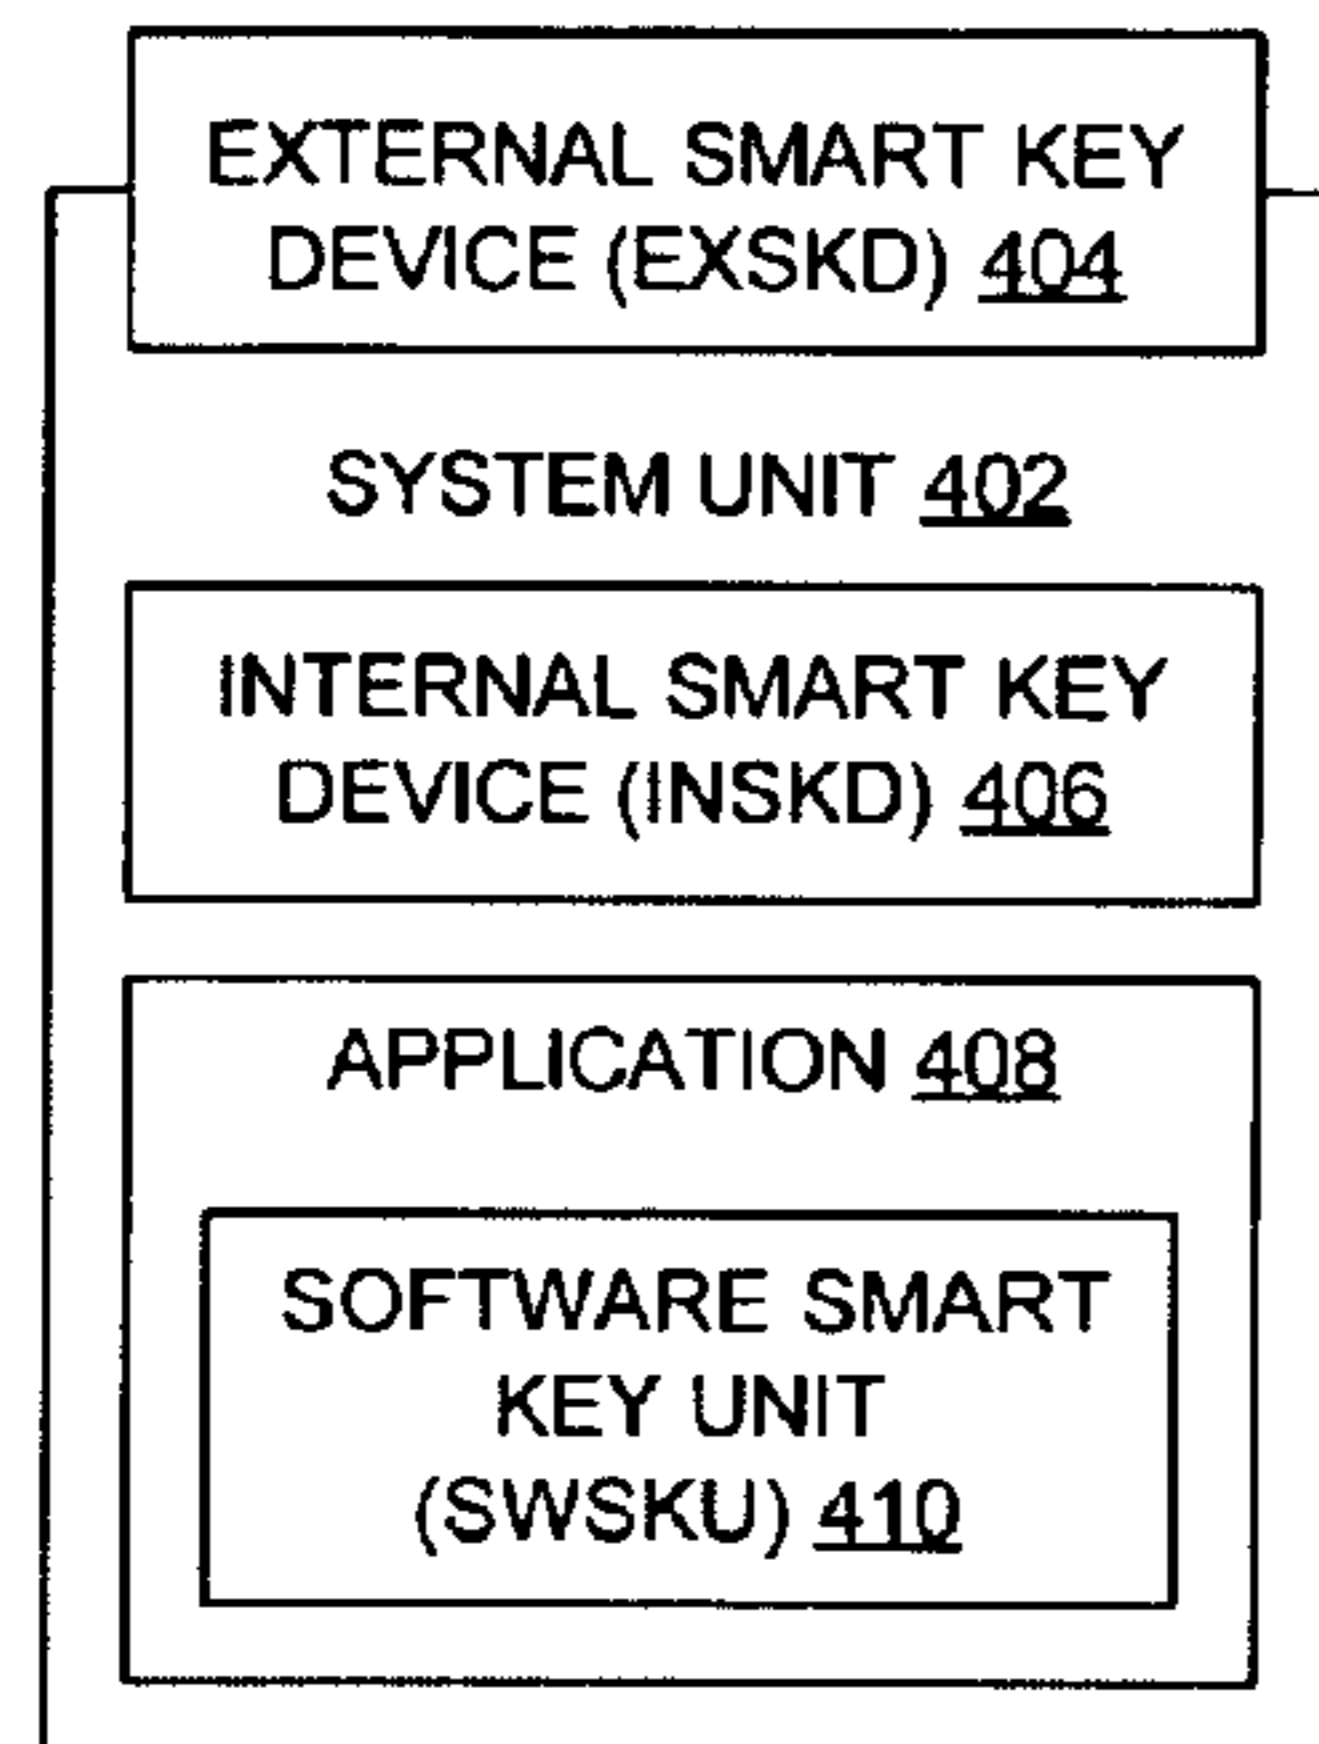 EXTERNAL SMART KEY
DEVICE (EXSKD) 404
SYSTEM UNIT 402
INTERNAL SMART KEY
DEVICE (INSKD) 406
APPLICATION 408
SOFTWARE SMART
KEY UNIT
(SWSKU) 410